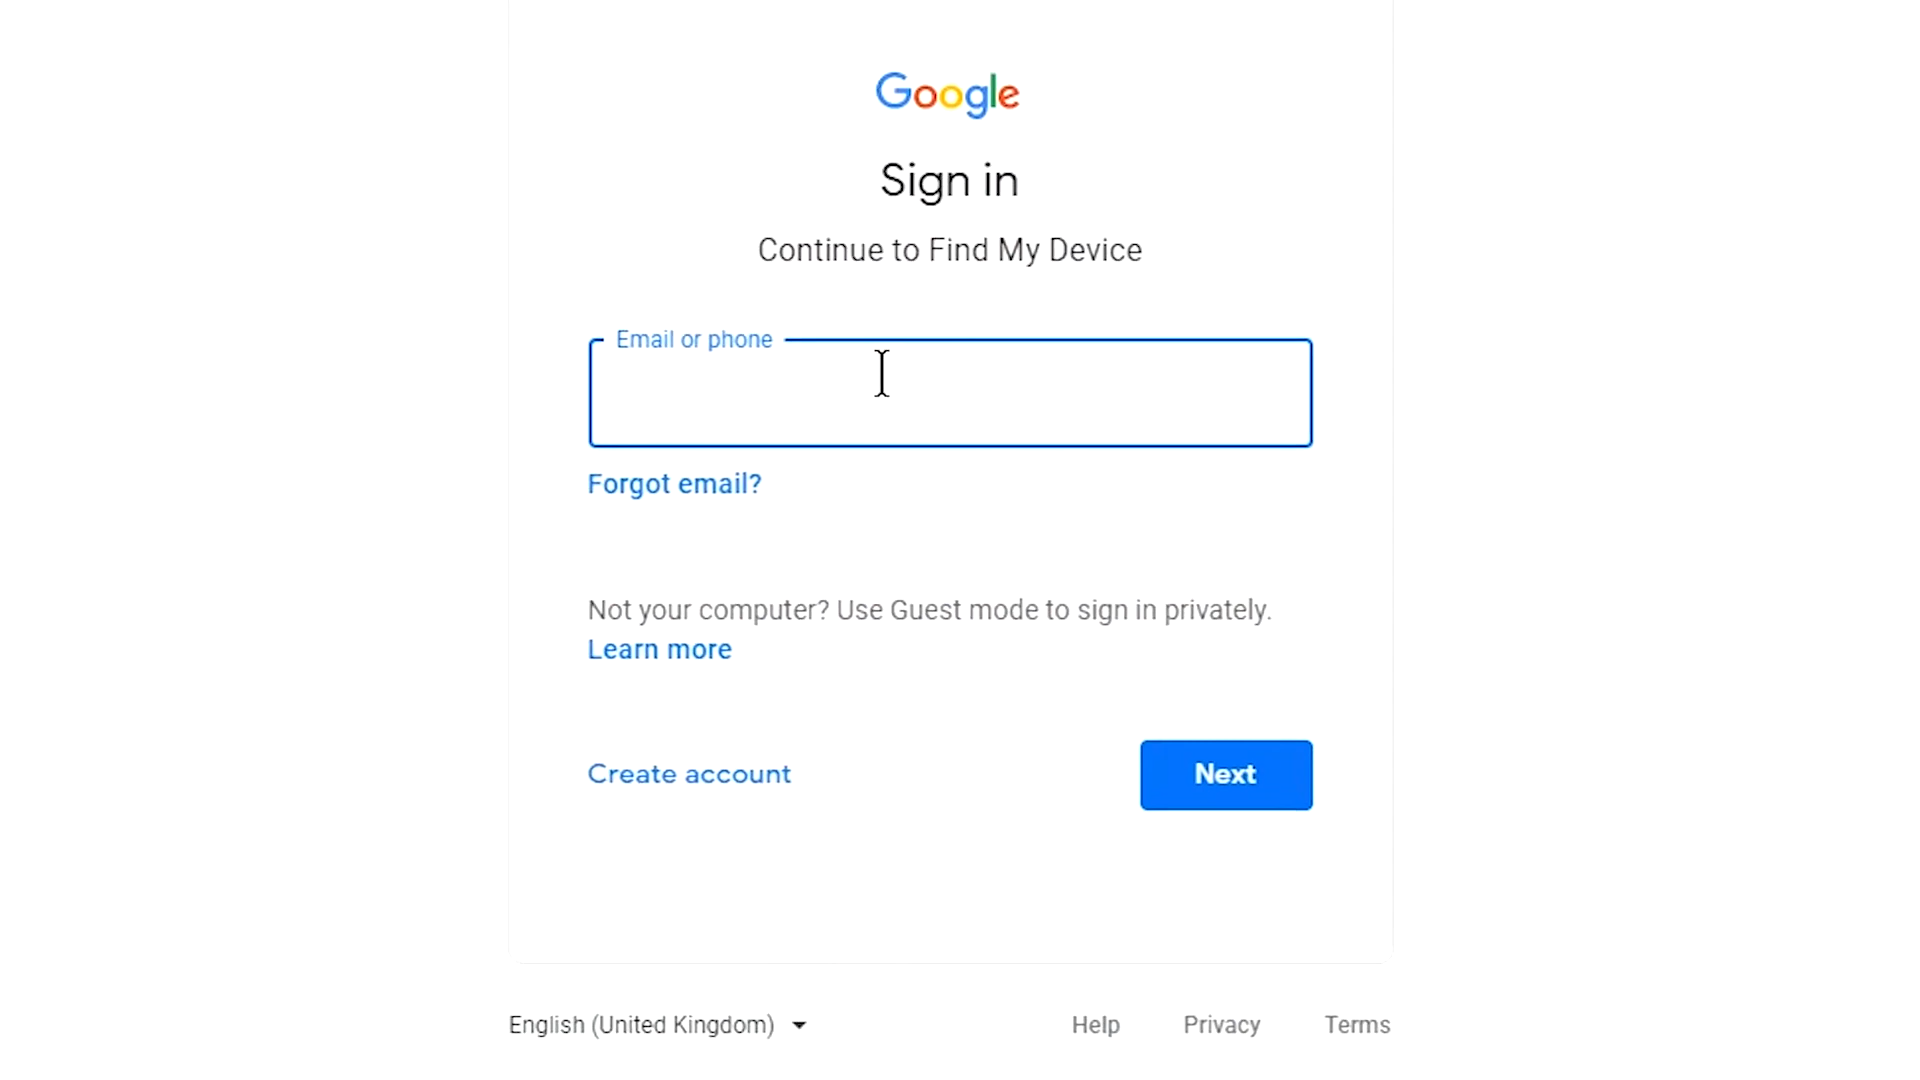 Google
Sign in
Continue to Find My Device
Email or phone
Forgot email?
Not your computer? Use Guest mode to sign in privately.
Learn more
Create account
Next
English (United Kingdom)
Help
Privacy
Terms